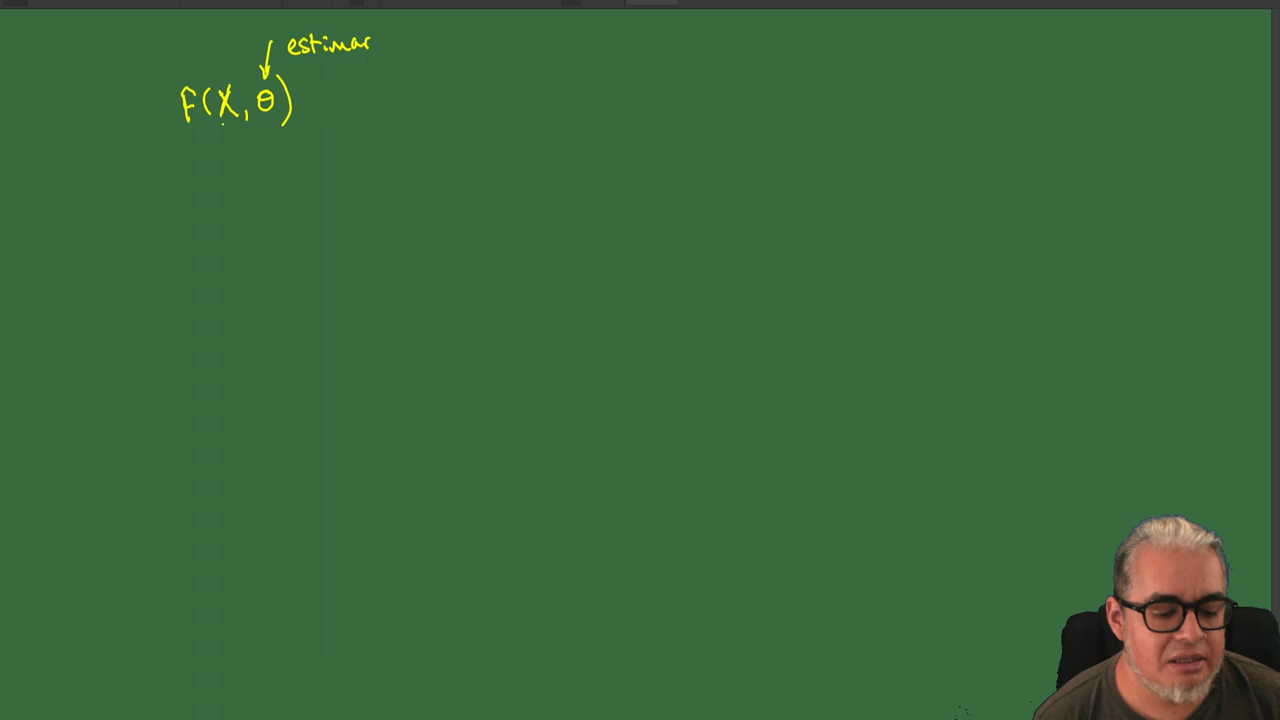 estimar
F(X, θ)